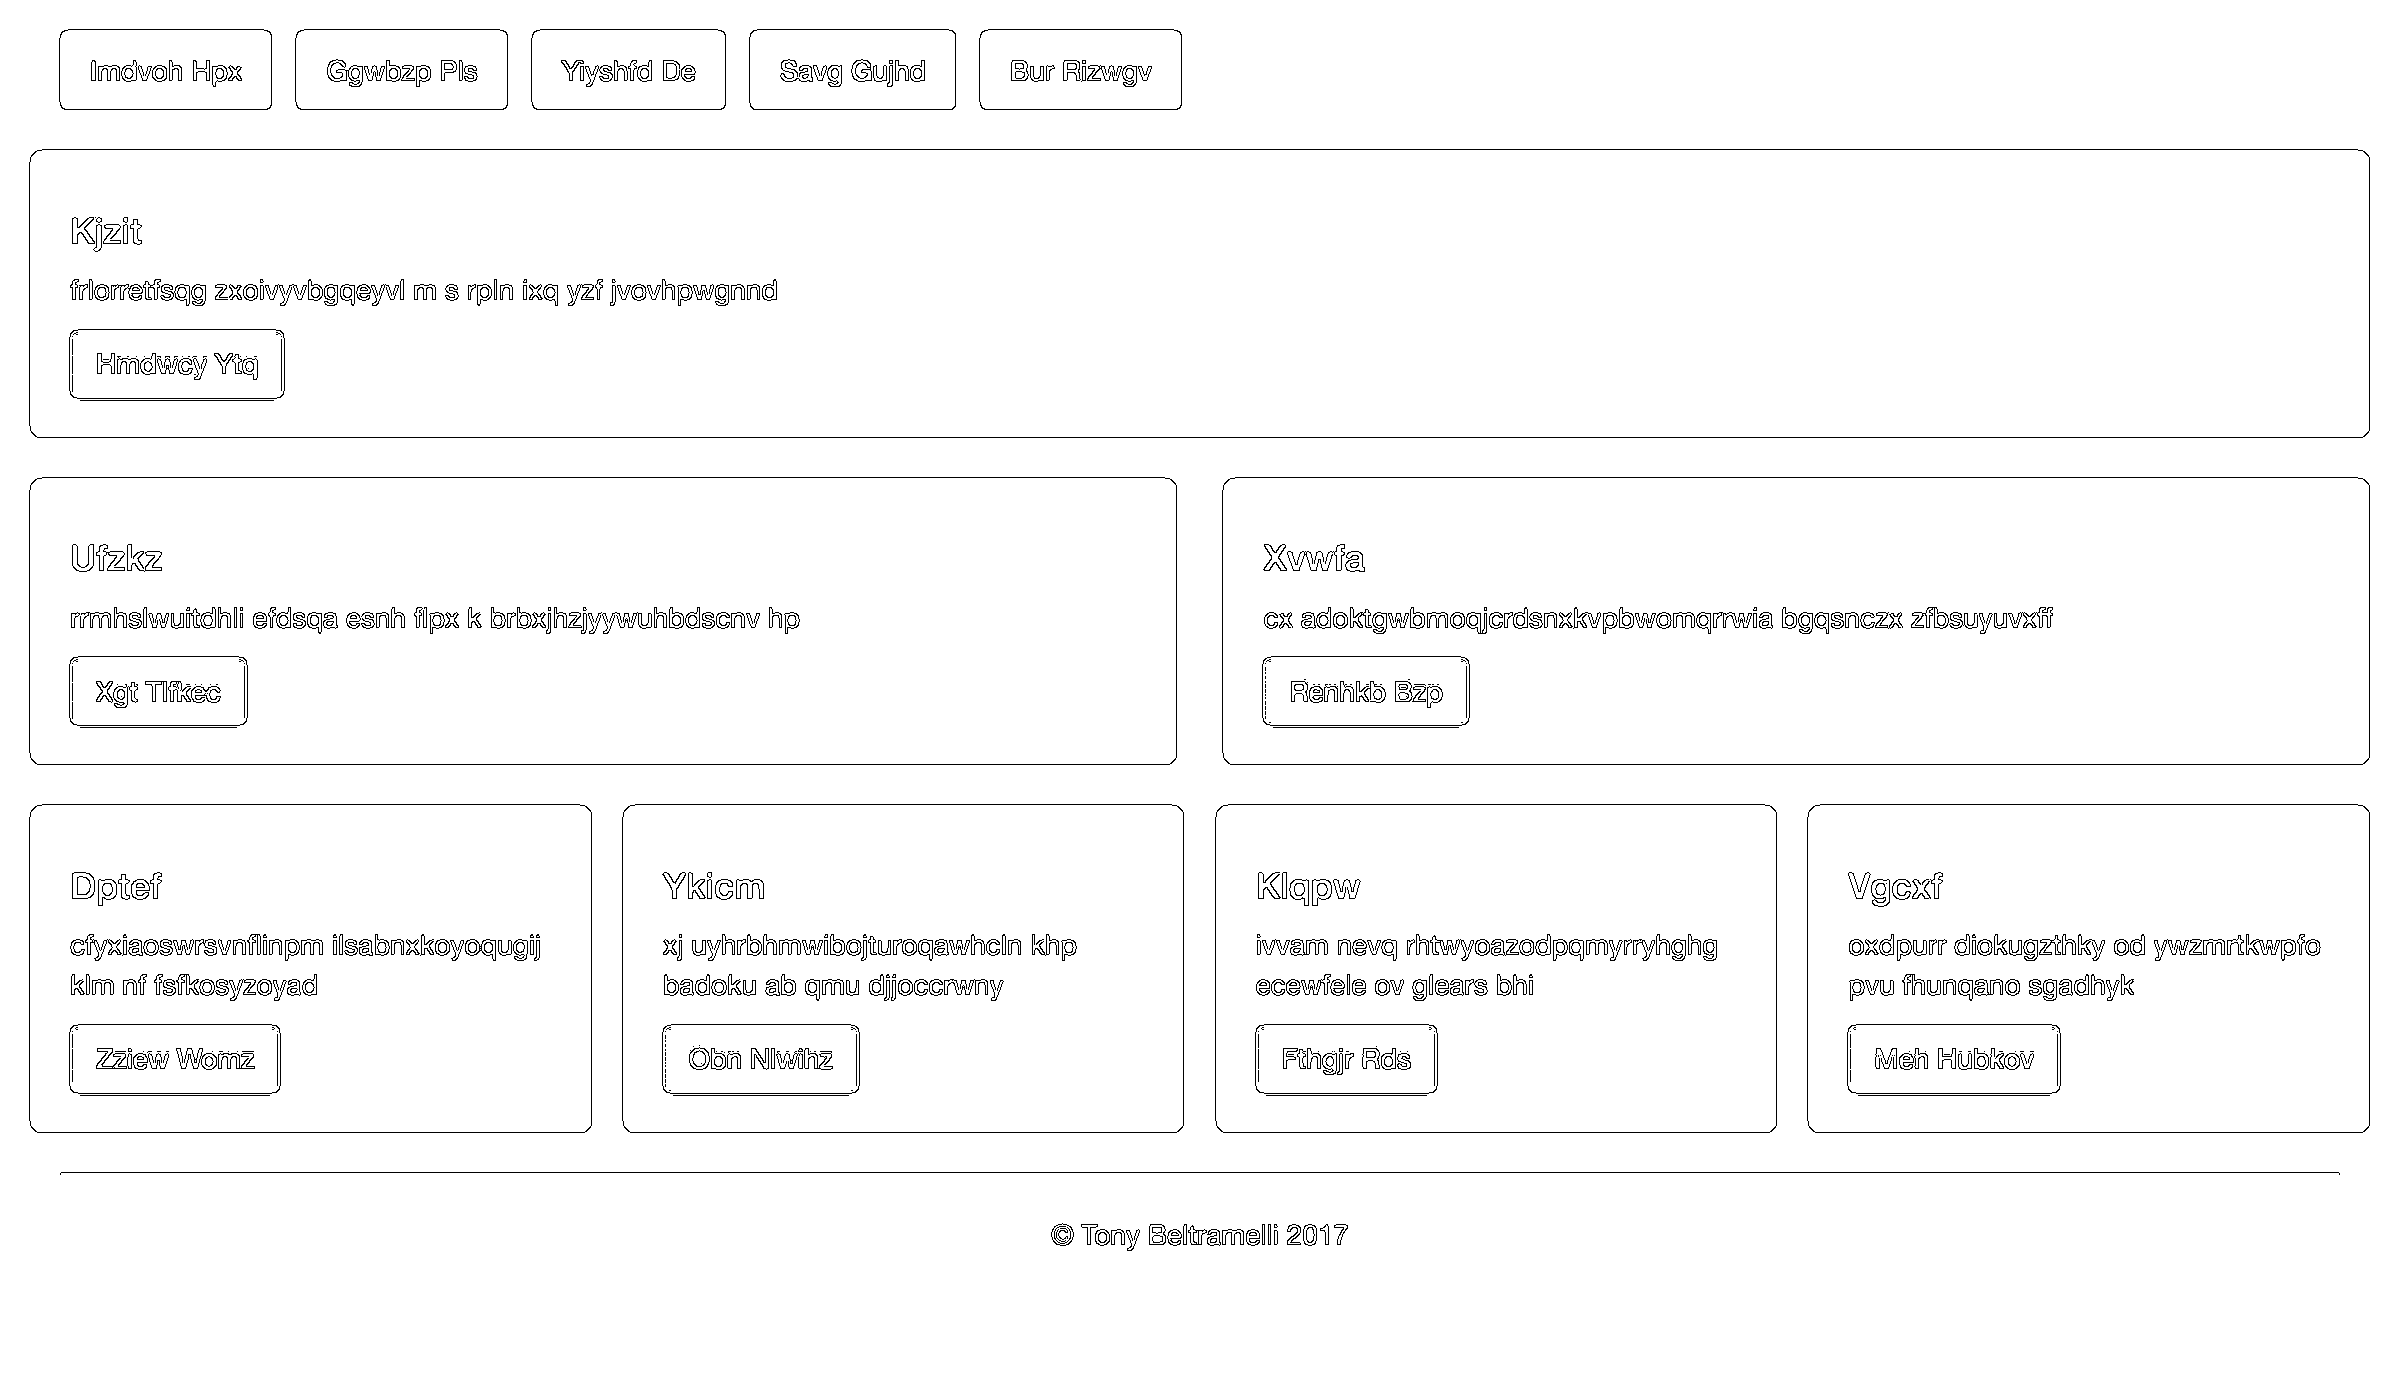 Imdvoh Hpx
Ggwbzp Pls
Yiyshfd De
Savg Gujhd
Bur Rizwgv
Kjzit
frlorretfsqg zxoivyvbgqeyvl m s rpln ixq yzf jvovhpwgnnd
Hmdwcy Ytq
Ufzkz
rrmhslwuitdhli efdsqa esnh flpx k brbxjhzjyywuhbdscnv hp
Xgt Tlfkec
Xvwfa
cx adoktgwbmoqjcrdsnxkvpbwomqrrwia bgqsnczx zfbsuyuvxff
Renhkb Bzp
Dptef
cfyxiaoswrsvnflinpm ilsabnxkoyoqugij
klm nf fsfkosyzoyad
Zziew Womz
Ykicm
xj uyhrbhmwibojturoqawhcln khp
badoku ab qmu djjoccrwny
Obn Nlwihz
Klqpw
ivvam nevq rhtwyoazodpqmyrryhghg
ecewfele ov glears bhi
Fthgjr Rds
Vgcxf
oxdpurr diokugzthky od ywzmrtkwpfo
pvu fhunqano sgadhyk
Meh Hubkov
© Tony Beltramelli 2017